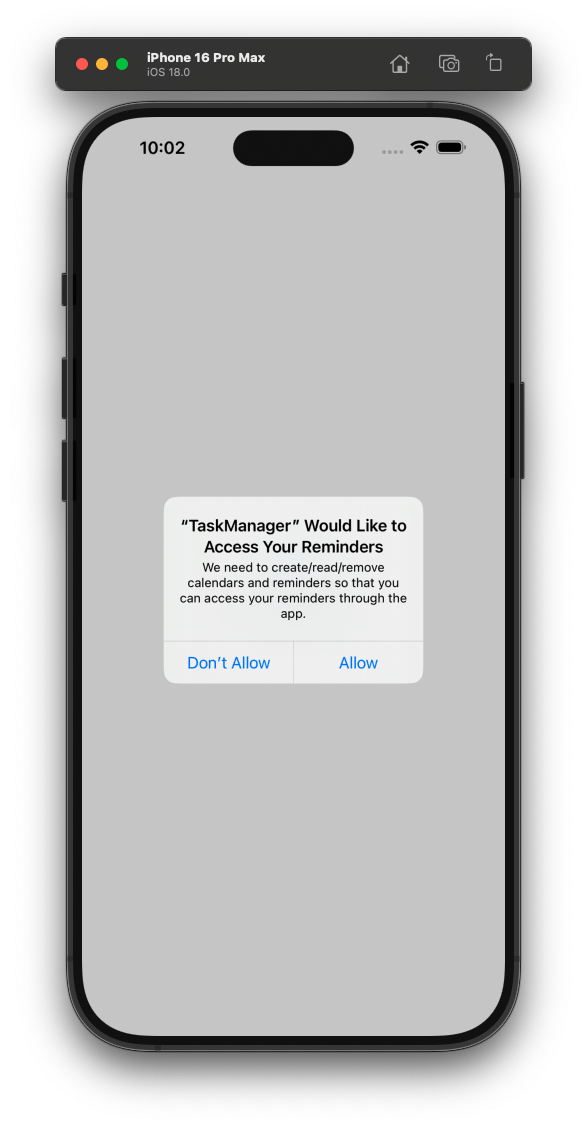 iPhone 16 Pro Max
iOS 18.0
10:02
“TaskManager” Would Like to
Access Your Reminders
We need to create/read/remove
calendars and reminders so that you
can access your reminders through the
app.
Don’t Allow
Allow